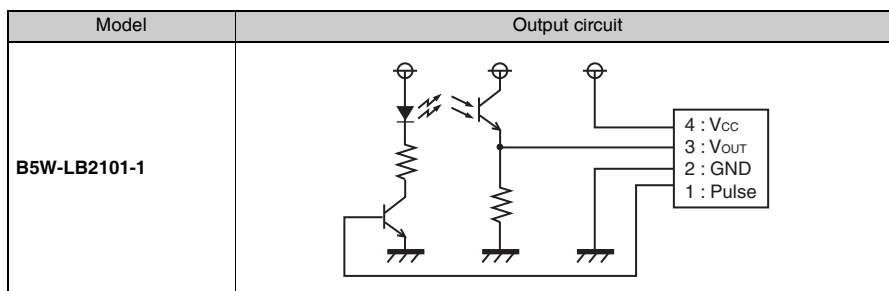 Model
Output circuit
B5W-LB2101-1
4 : Vcc
3 : VOUT
2 : GND
1 : Pulse